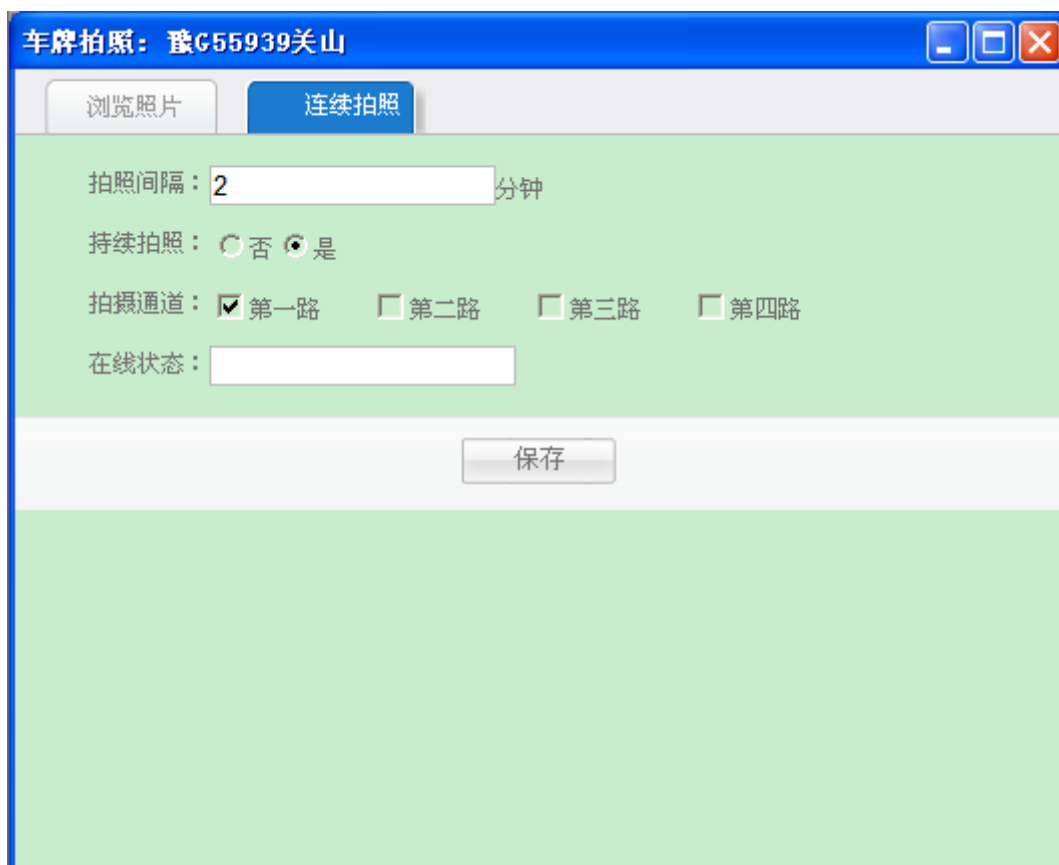 车牌拍照：豫G55939关山
浏览照片 连续拍照
拍照间隔：2分钟
持续拍照：否 是
拍摄通道：第一路 第二路 第三路 第四路
在线状态：
保存